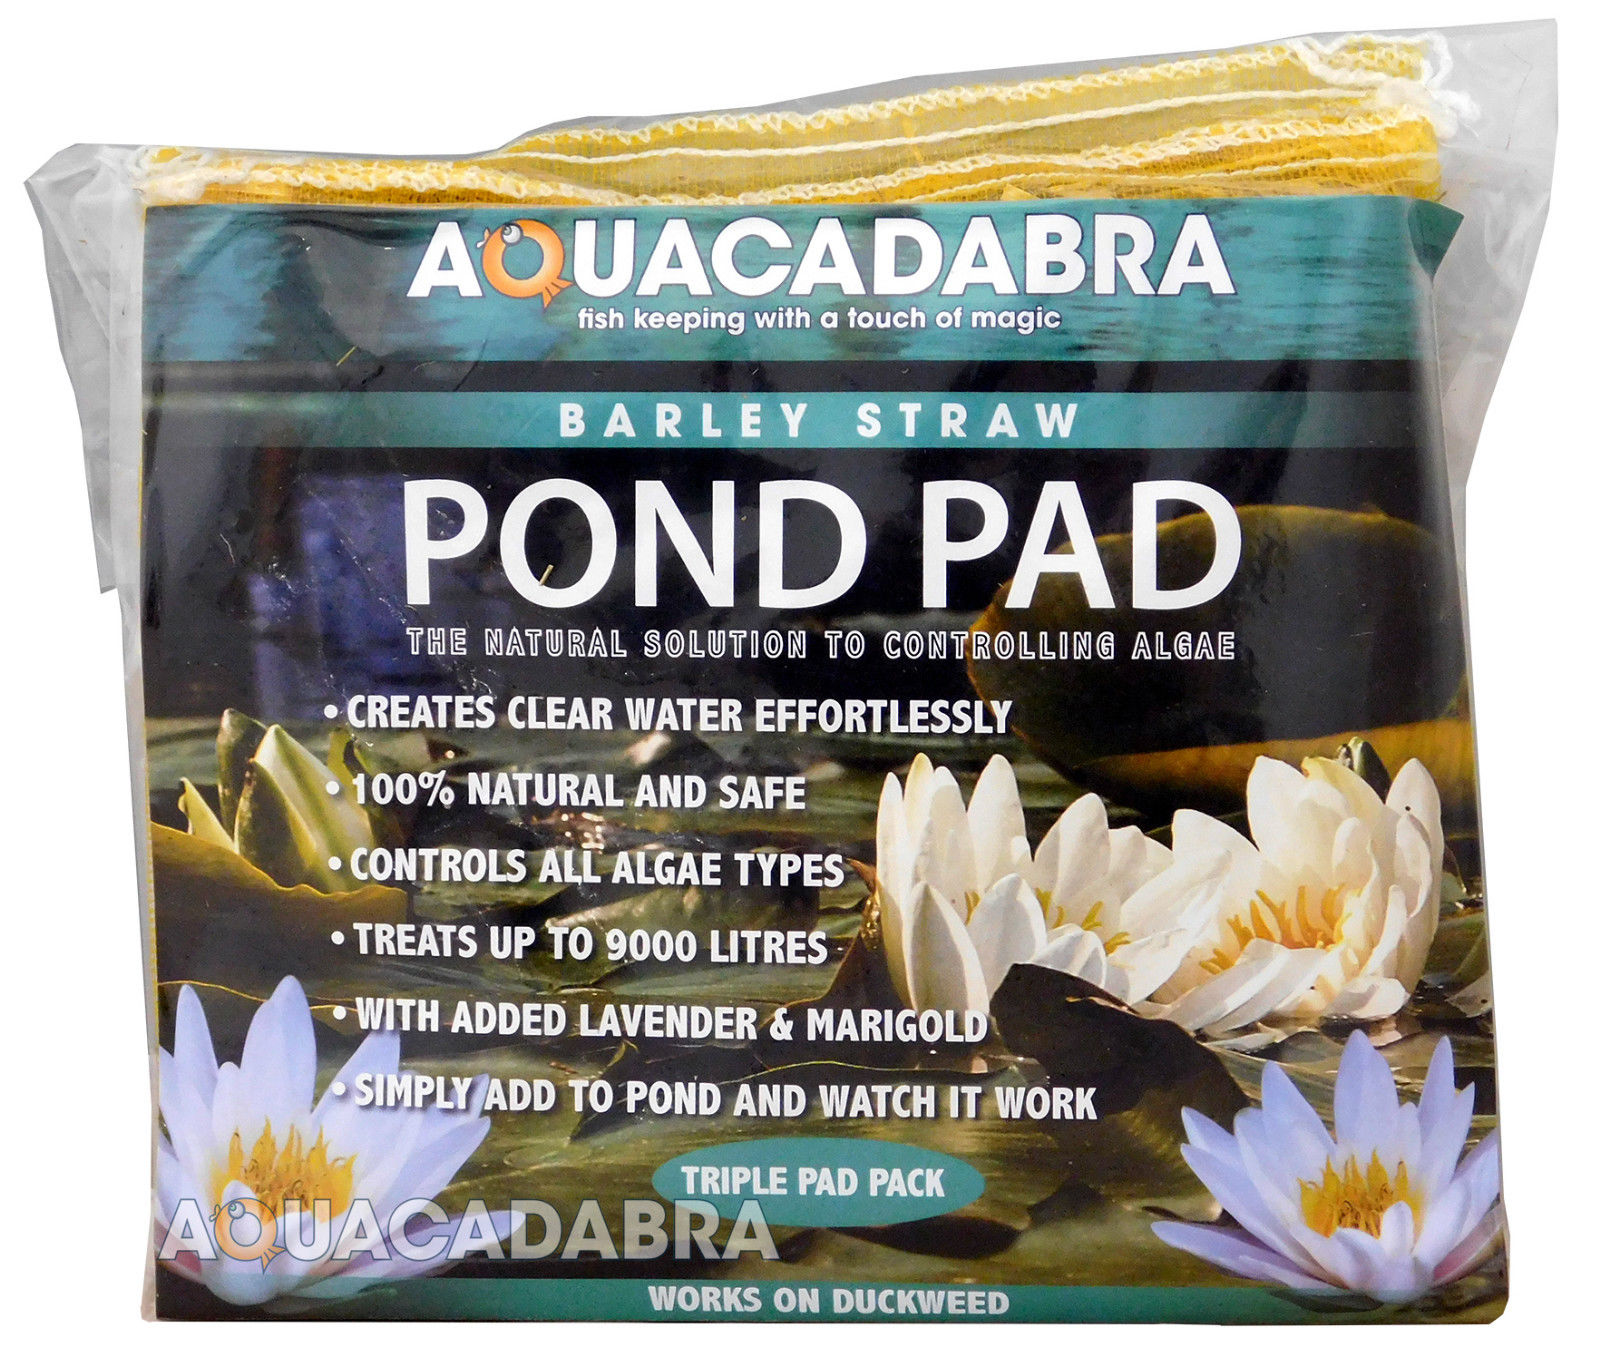 AQUACADABRA
fish keeping with a touch of magic
BARLEY STRAW
POND PAD
THE NATURAL SOLUTION TO CONTROLLING ALGAE
• CREATES CLEAR WATER EFFORTLESSLY
• 100% NATURAL AND SAFE
• CONTROLS ALL ALGAE TYPES
• TREATS UP TO 9000 LITRES
• WITH ADDED LAVENDER & MARIGOLD
• SIMPLY ADD TO POND AND WATCH IT WORK
TRIPLE PAD PACK
AQUACADABRA
WORKS ON DUCKWEED